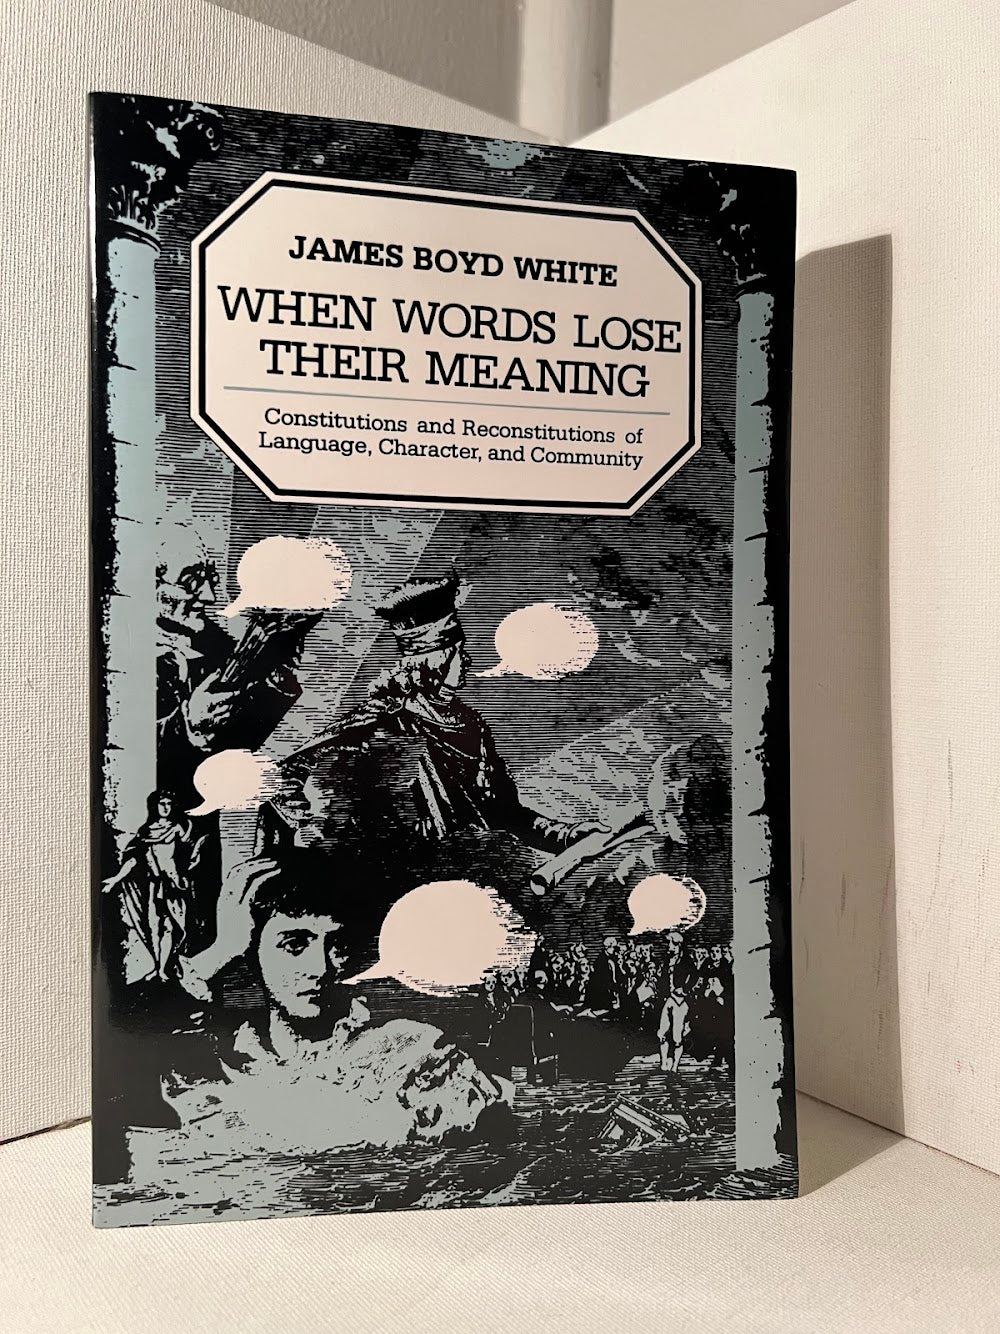 JAMES BOYD WHITE
WHEN WORDS LOSE
THEIR MEANING
Constitutions and Reconstitutions of
Language, Character, and Community